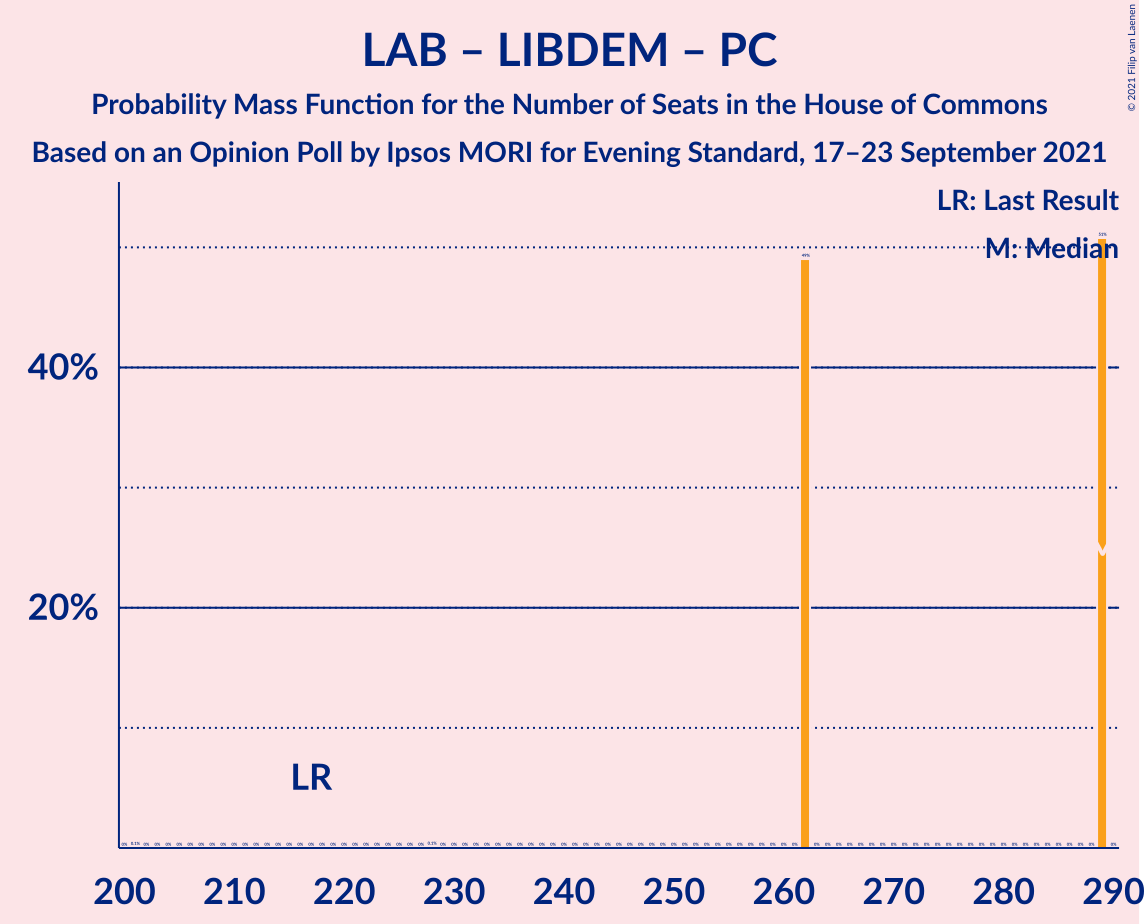 LAB – LIBDEM – PC
Probability Mass Function for the Number of Seats in the House of Commons
Based on an Opinion Poll by Ipsos MORI for Evening Standard, 17–23 September 2021
© 2021 Filip van Laenen
LR: Last Result
M: Median
51%
49%
40%
20%
M
LR
200 210 220 230 240 250 260 270 280 290